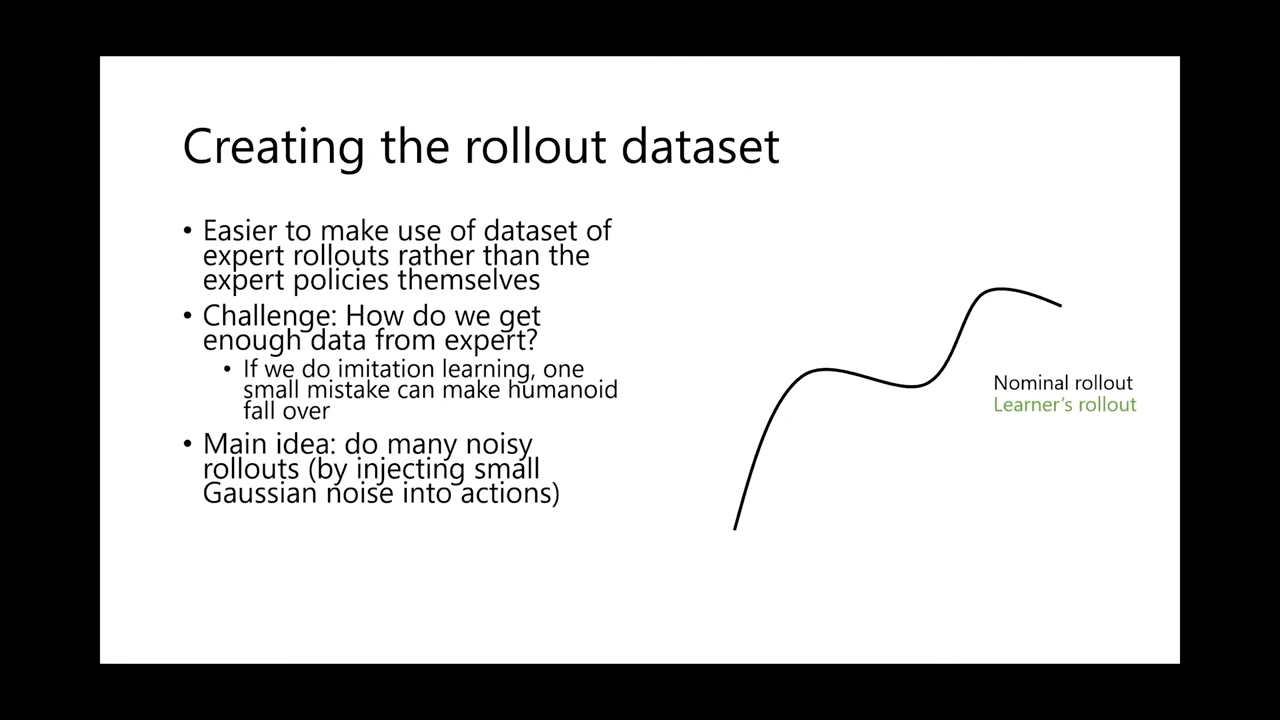 Creating the rollout dataset
• Easier to make use of dataset of
expert rollouts rather than the
expert policies themselves
• Challenge: How do we get
enough data from expert?
• If we do imitation learning, one
small mistake can make humanoid
fall over
• Main idea: do many noisy
rollouts (by injecting small
Gaussian noise into actions)
Nominal rollout
Learner's rollout